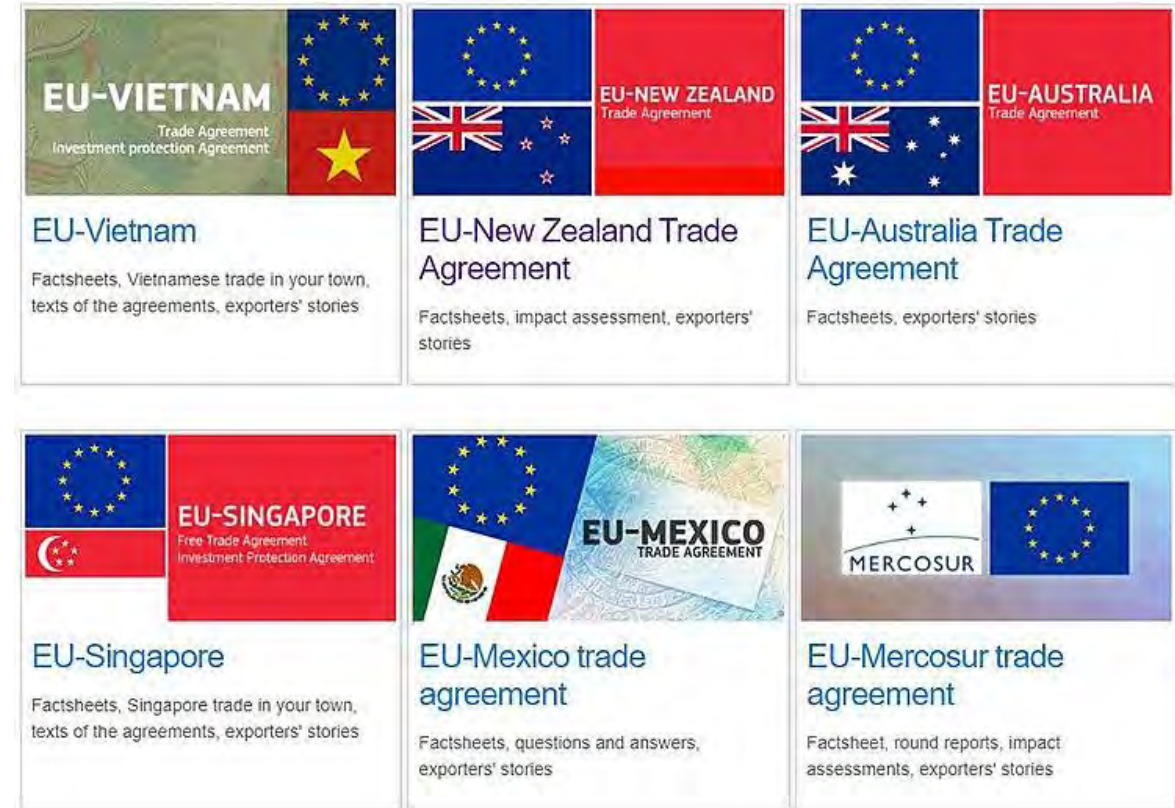 EU-VIETNAM
Trade Agreement
Investment protection Agreement
EU-Vietnam
Factsheets, Vietnamese trade in your town,
texts of the agreements, exporters' stories
EU-NEW ZEALAND
Trade Agreement
EU-New Zealand Trade
Agreement
Factsheets, impact assessment, exporters'
stories
EU-AUSTRALIA
Trade Agreement
EU-Australia Trade
Agreement
Factsheets, exporters' stories
EU-SINGAPORE
Free Trade Agreement
Investment Protection Agreement
EU-Singapore
Factsheets, Singapore trade in your town,
texts of the agreements, exporters' stories
EU-MEXICO
TRADE AGREEMENT
EU-Mexico trade
agreement
Factsheets, questions and answers,
exporters' stories
MERCOSUR
EU-Mercosur trade
agreement
Factsheet, round reports, impact
assessments, exporters' stories